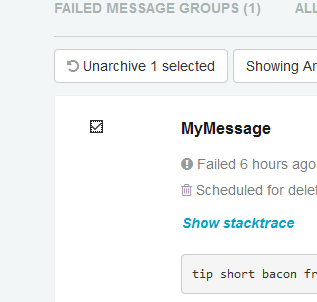 FAILED MESSAGE GROUPS (1) ALL
Unarchive 1 selected Showing Ar
MyMessage
Failed 6 hours ago
Scheduled for delet
Show stacktrace
tip short bacon fr